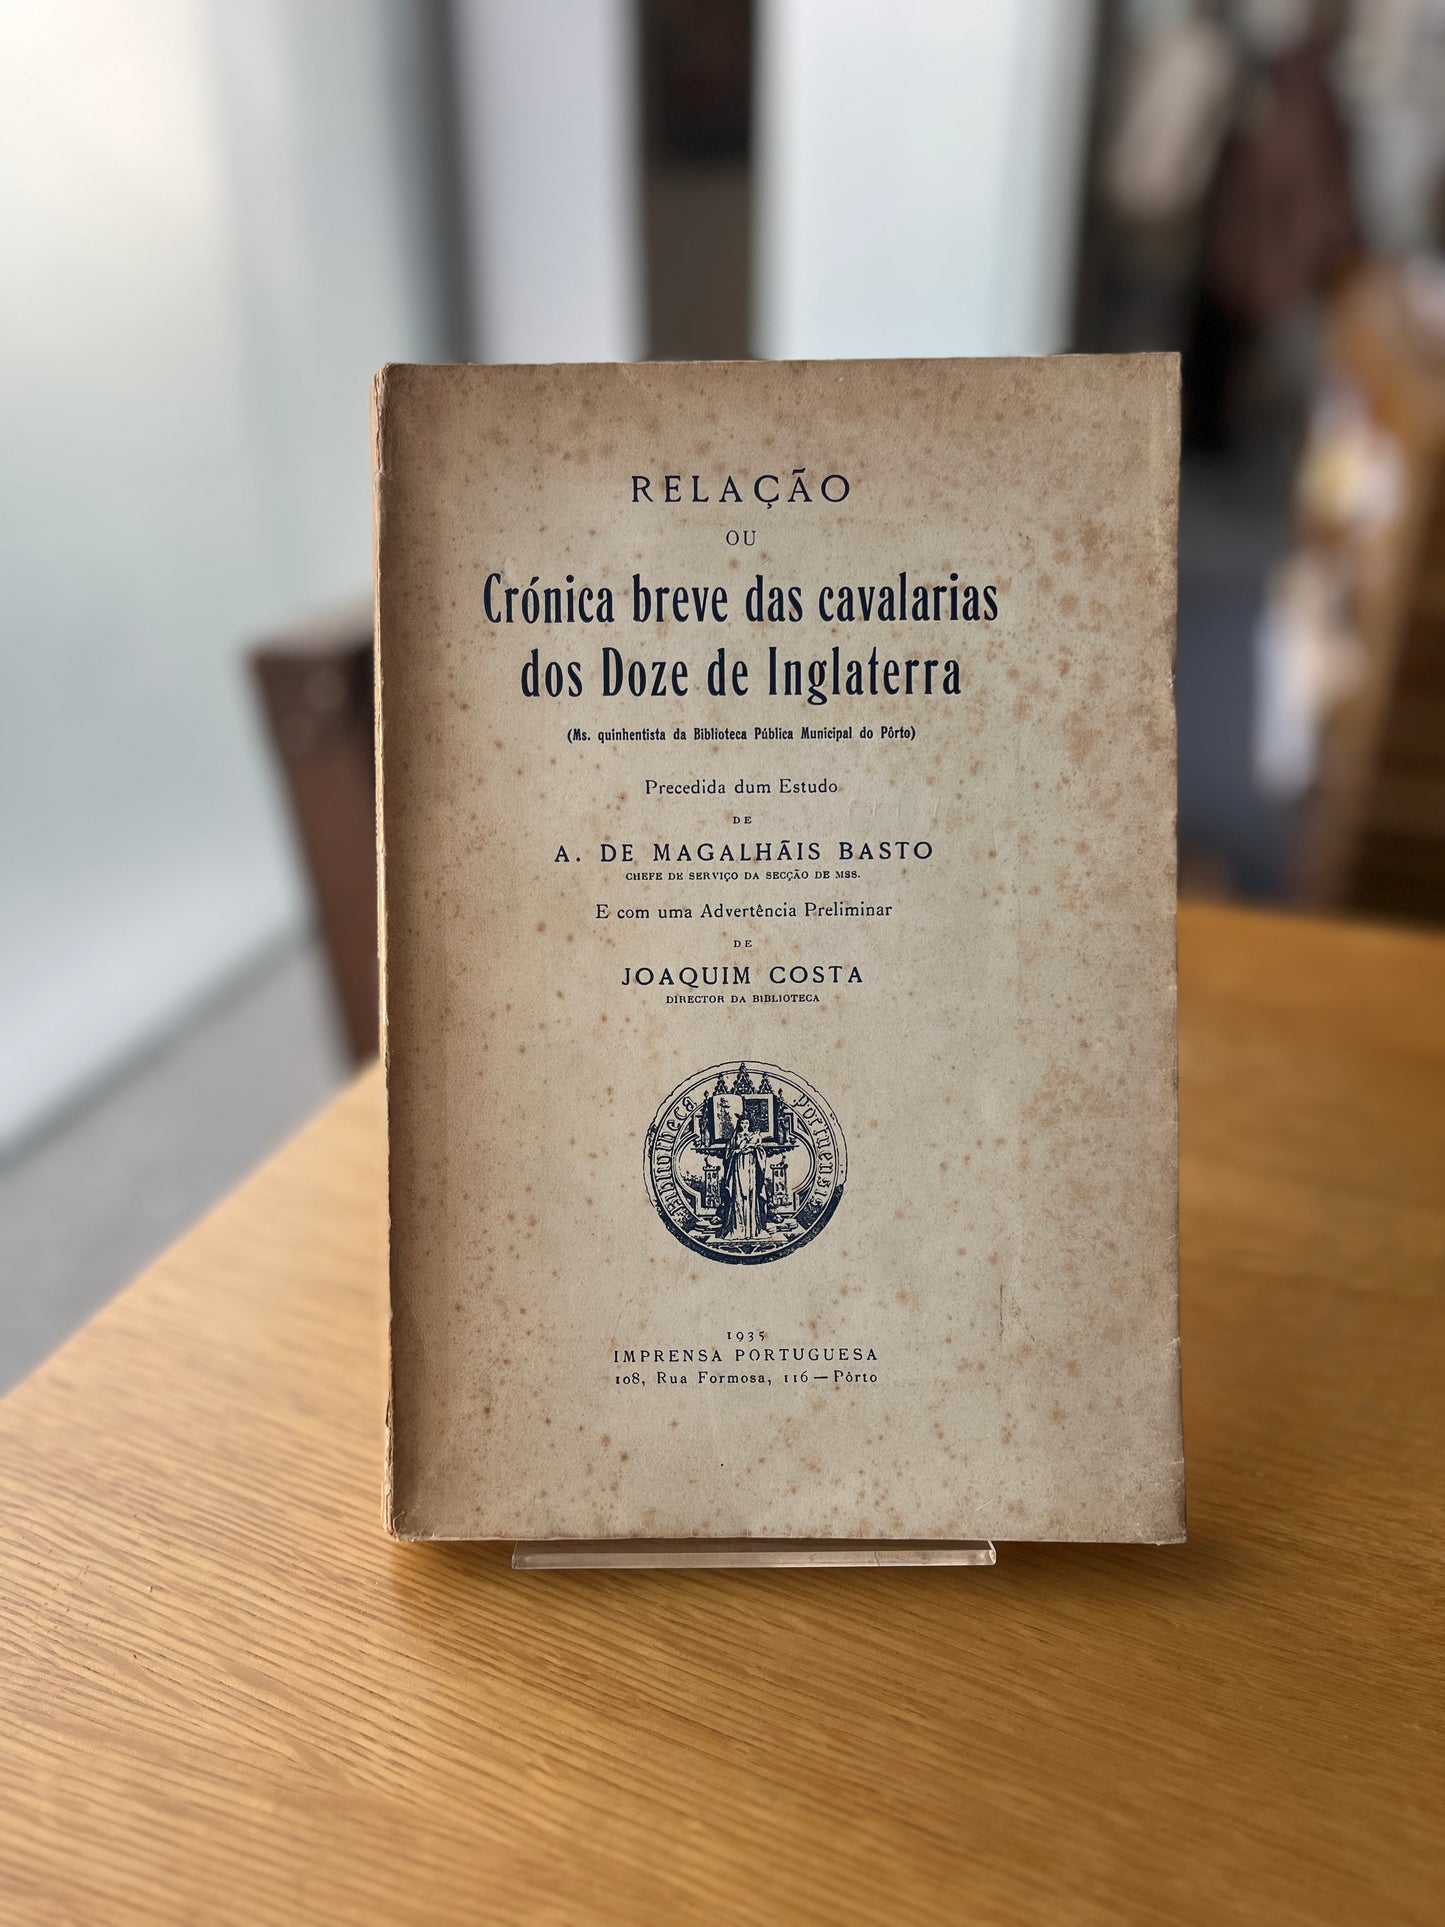 RELAÇÃO
OU
Crónica breve das cavalarias
dos Doze de Inglaterra
(Ms. quinhentista da Biblioteca Pública Municipal do Pôrto)
Precedida dum Estudo
DE
A. DE MAGALHÃIS BASTO
CHEFE DE SERVIÇO DA SECÇÃO DE MSS.
E com uma Advertência Preliminar
DE
JOAQUIM COSTA
DIRECTOR DA BIBLIOTECA
Bibliotheca Portuensis
1935
IMPRENSA PORTUGUESA
108, Rua Formosa, 116 — Pôrto